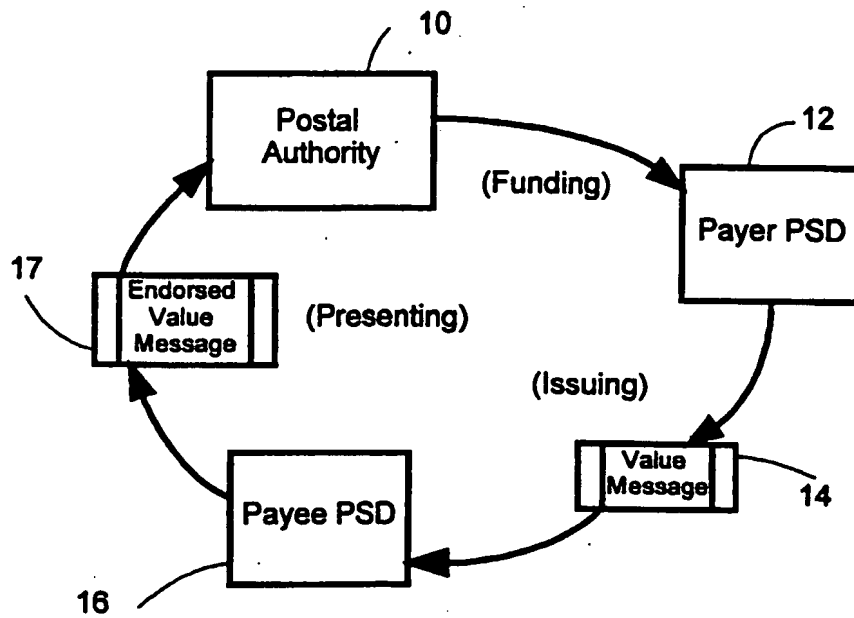 10
Postal
Authority
12
(Funding)
Payer PSD
17
Endorsed
Value
Message
(Presenting)
(Issuing)
Value
Message
14
Payee PSD
16